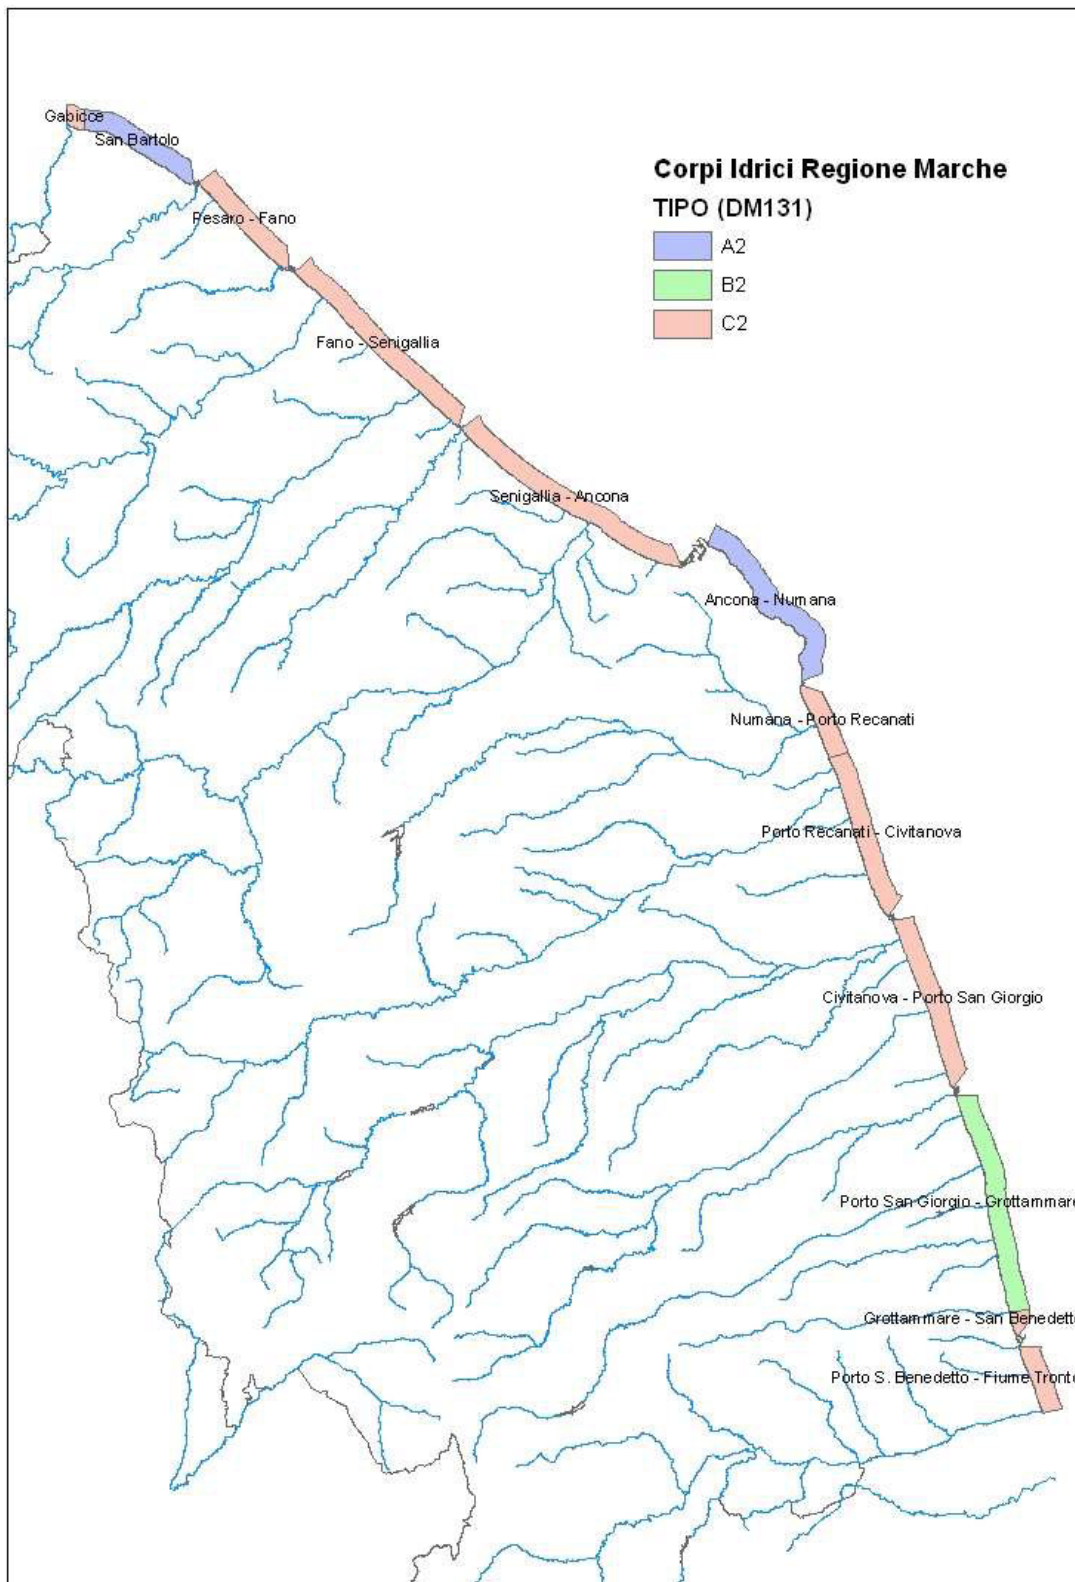 Gabicce
San Bartolo
Corpi Idrici Regione Marche
TIPO (DM131)
A2
B2
C2
Pesaro - Fano
Fano - Senigallia
Senigallia - Ancona
Ancona - Numana
Numana - Porto Recanati
Porto Recanati - Civitanova
Civitanova - Porto San Giorgio
Porto San Giorgio - Grottammare
Grottammare - San Benedetto
Porto S. Benedetto - Fiume Tronto